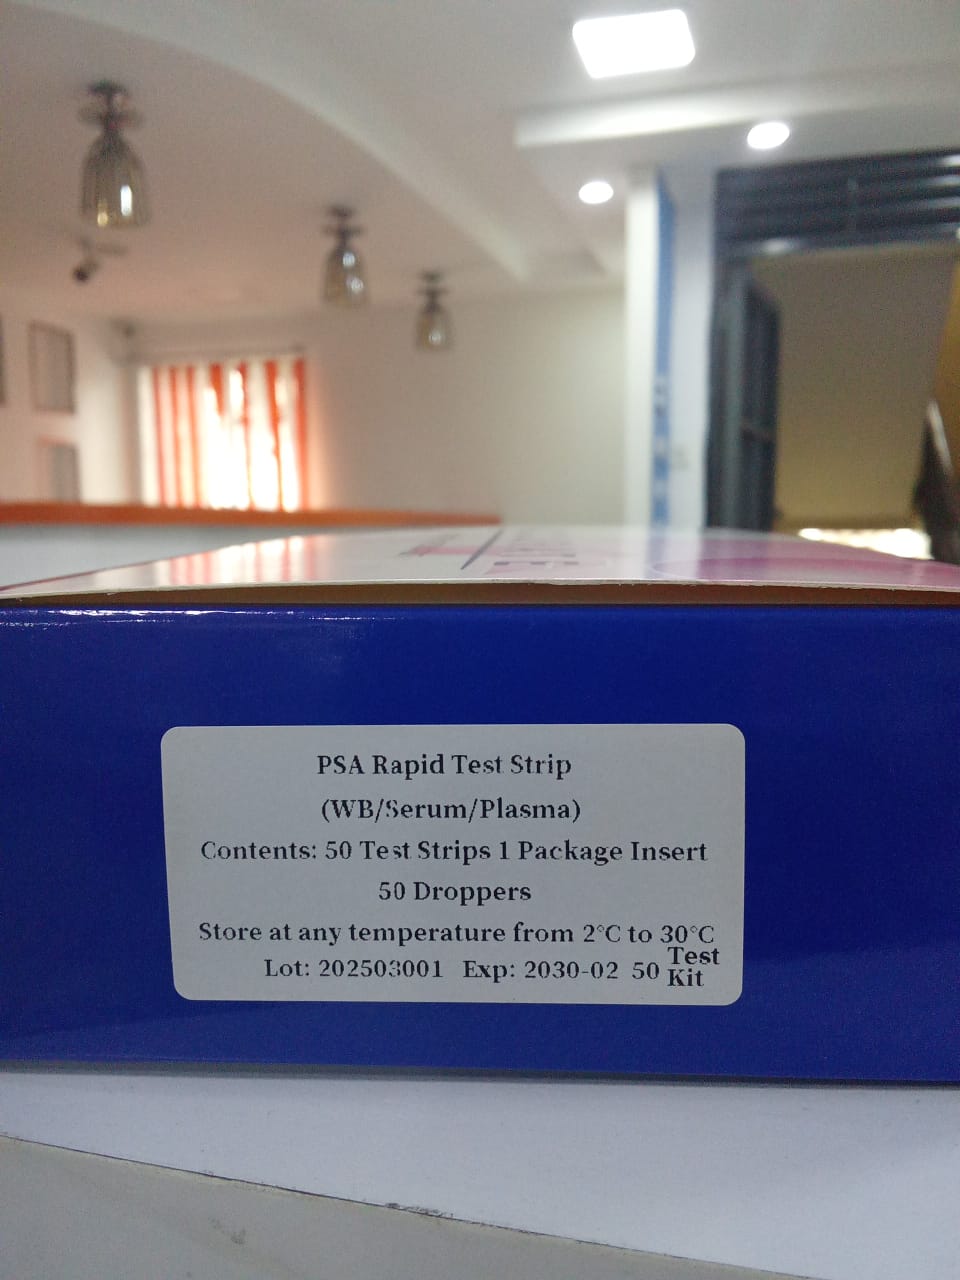 PSA Rapid Test Strip
(WB/Serum/Plasma)
Contents: 50 Test Strips 1 Package Insert
50 Droppers
Store at any temperature from 2°C to 30°C
Lot: 202503001 Exp: 2030-02 50 Test Kit